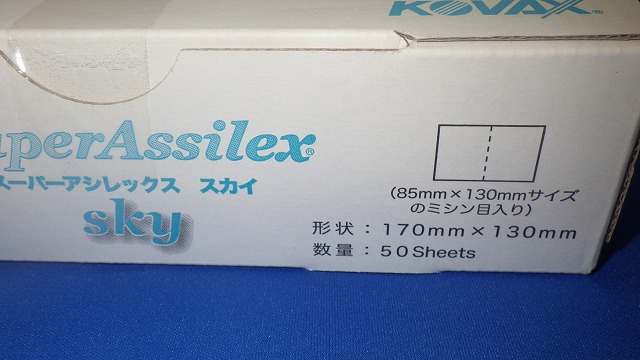 KOVAX®
uperAssilex®
スーパーアシレックス スカイ
sky
(85mm×130mmサイズ
のミシン目入り)
形状：170mm×130mm
数量：50Sheets